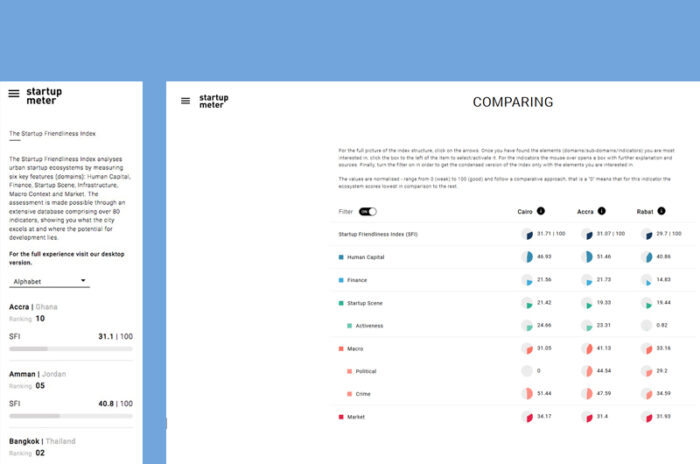 startup
meter
The Startup Friendliness Index
The Startup Friendliness Index analyses
urban startup ecosystems by measuring
six key features (domains): Human Capital,
Finance, Startup Scene, Infrastructure,
Macro Context and Market. The
assessment is made possible through an
extensive database comprising over 80
indicators, showing you what the city
excels at and where the potential for
development lies.
For the full experience visit our desktop
version.
Alphabet
Accra | Ghana
Ranking 10
SFI 31.1 | 100
Amman | Jordan
Ranking 05
SFI 40.8 | 100
Bangkok | Thailand
Ranking 02
startup
meter
COMPARING
For the full picture of the index structure, click on the arrows. Once you have found the elements (domains/sub-domains/indicators) you are most
interested in, click the box to the left of the item to select/activate it. For the indicators the mouse over opens a box with further explanation and
sources. Finally, turn the filter on in order to get the condensed version of the index only with the elements you are interested in.
The values are normalised - range from 0 (weak) to 100 (good) and follow a comparative approach, that is a "0" means that for this indicator the
ecosystem scores lowest in comparison to the rest.
Filter ON Cairo Accra Rabat
Startup Friendliness Index (SFI) 31.71 | 100 31.07 | 100 29.7 | 100
Human Capital 46.93 51.46 40.86
Finance 21.56 21.73 14.83
Startup Scene 21.42 19.33 19.44
Activeness 24.66 23.31 0.82
Macro 31.05 41.13 33.16
Political 0 44.54 29.2
Crime 51.44 47.59 34.59
Market 34.17 31.4 31.93